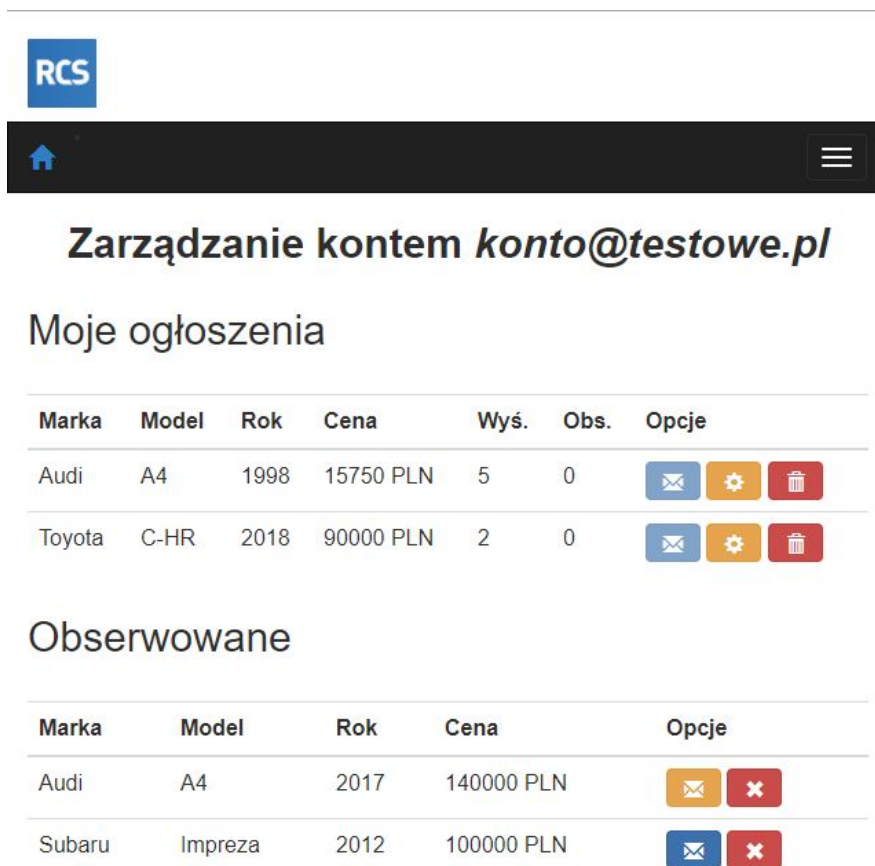 RCS
Zarządzanie kontem konto@testowe.pl
Moje ogłoszenia
Marka Model Rok Cena Wyś. Obs. Opcje
Audi A4 1998 15750 PLN 5 0
Toyota C-HR 2018 90000 PLN 2 0
Obserwowane
Marka Model Rok Cena Opcje
Audi A4 2017 140000 PLN
Subaru Impreza 2012 100000 PLN